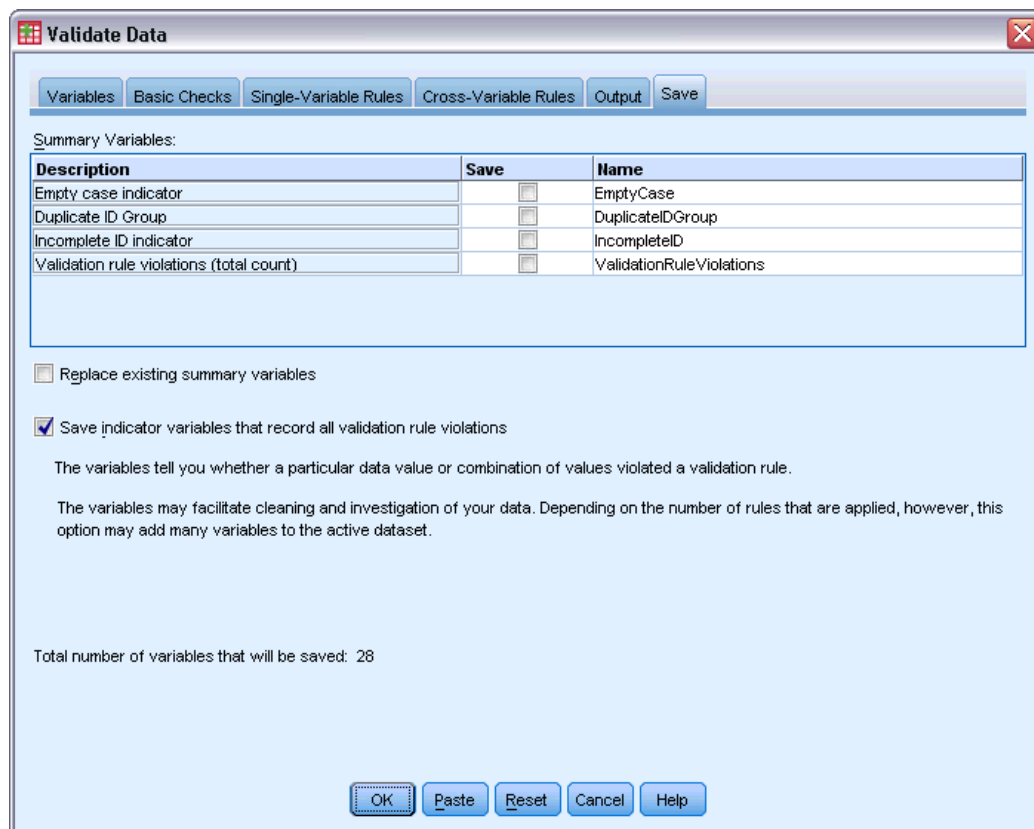 Validate Data
Variables Basic Checks Single-Variable Rules Cross-Variable Rules Output Save
Summary Variables:
Description Save Name
Empty case indicator EmptyCase
Duplicate ID Group DuplicateIDGroup
Incomplete ID indicator IncompleteID
Validation rule violations (total count) ValidationRuleViolations
Replace existing summary variables
Save indicator variables that record all validation rule violations
The variables tell you whether a particular data value or combination of values violated a validation rule.
The variables may facilitate cleaning and investigation of your data. Depending on the number of rules that are applied, however, this
option may add many variables to the active dataset.
Total number of variables that will be saved: 28
OK Paste Reset Cancel Help